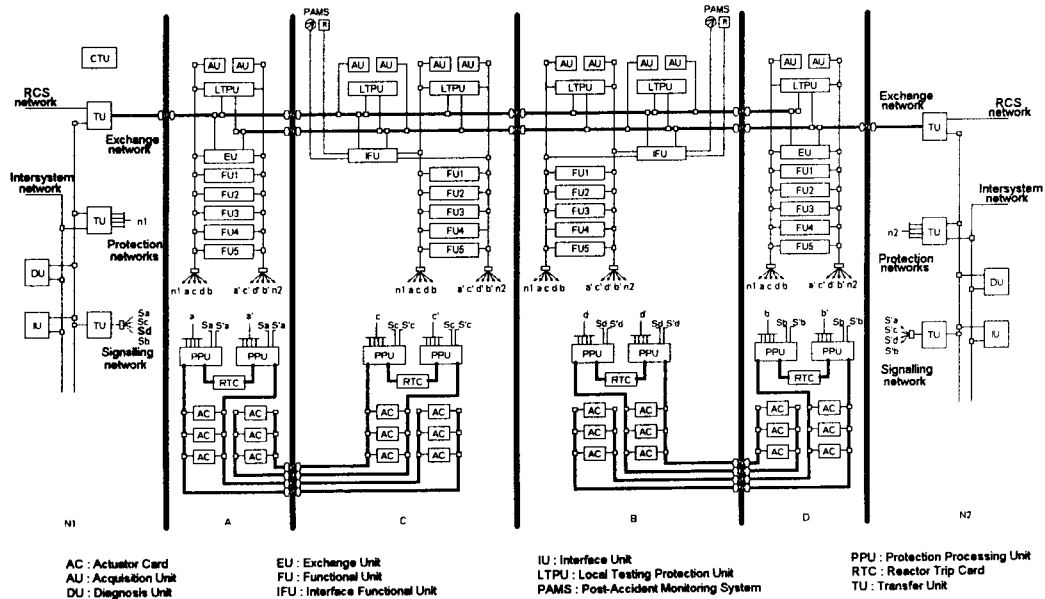 PAMS
R
PAMS
R
CTU
AU AU
AU AU
AU AU
AU AU
AU AU
AU AU
LTPU
LTPU
LTPU
LTPU
LTPU
LTPU
RCS network
TU
Exchange network
Exchange network
TU
RCS network
EU
IFU
IFU
EU
Intersystem network
Intersystem network
FU1
FU2
FU3
FU4
FU5
FU1
FU2
FU3
FU4
FU5
FU1
FU2
FU3
FU4
FU5
FU1
FU2
FU3
FU4
FU5
TU
n1
Protection networks
n2
TU
Protection networks
DU
DU
n1 a c d b
a' c' d' b' n2
n1 a c d b
a' c' d' b' n2
n1 a c d b
a' c' d' b' n2
n1 a c d b
a' c' d' b' n2
IU
TU
Sa
Sc
Sd
Sb
Signalling network
S'a
S'c
S'd
S'b
TU
IU
Signalling network
a
Sa S'a
a'
Sa S'a
c
Sc S'c
c'
Sc S'c
d
Sd S'd
d'
Sd S'd
b
Sb S'b
b'
Sb S'b
PPU
PPU
PPU
PPU
PPU
PPU
PPU
PPU
RTC
RTC
RTC
RTC
AC AC AC AC AC AC AC AC
AC AC AC AC AC AC AC AC
AC AC AC AC AC AC AC AC
N1
A
C
B
D
N2
AC : Actuator Card
AU : Acquisition Unit
DU : Diagnosis Unit
EU : Exchange Unit
FU : Functional Unit
IFU : Interface Functional Unit
IU : Interface Unit
LTPU : Local Testing Protection Unit
PAMS : Post-Accident Monitoring System
PPU : Protection Processing Unit
RTC : Reactor Trip Card
TU : Transfer Unit